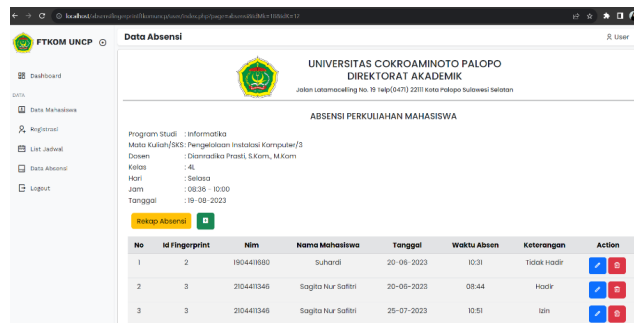 FTKOM UNCP
Data Absensi
User
Dashboard
DATA
Data Mahasiswa
Registrasi
List Jadwal
Data Absensi
Logout
UNIVERSITAS COKROAMINOTO PALOPO
DIREKTORAT AKADEMIK
Jalan Latamacelling No. 19 Telp(0471) 22111 Kota Palopo Sulawesi Selatan
ABSENSI PERKULIAHAN MAHASISWA
Program Studi : Informatika
Mata Kuliah/SKS : Pengelolaan Instalasi Komputer/3
Dosen : Dianradika Prasti, S.Kom., M.Kom
Kelas : 4L
Hari : Selasa
Jam : 08:36 - 10:00
Tanggal : 19-08-2023
Rekap Absensi
No Id Fingerprint Nim Nama Mahasiswa Tanggal Waktu Absen Keterangan Action
1 2 1904411680 Suhardi 20-06-2023 10:31 Tidak Hadir
2 3 2104411346 Sagita Nur Safitri 20-06-2023 08:44 Hadir
3 3 2104411346 Sagita Nur Safitri 25-07-2023 10:51 Izin